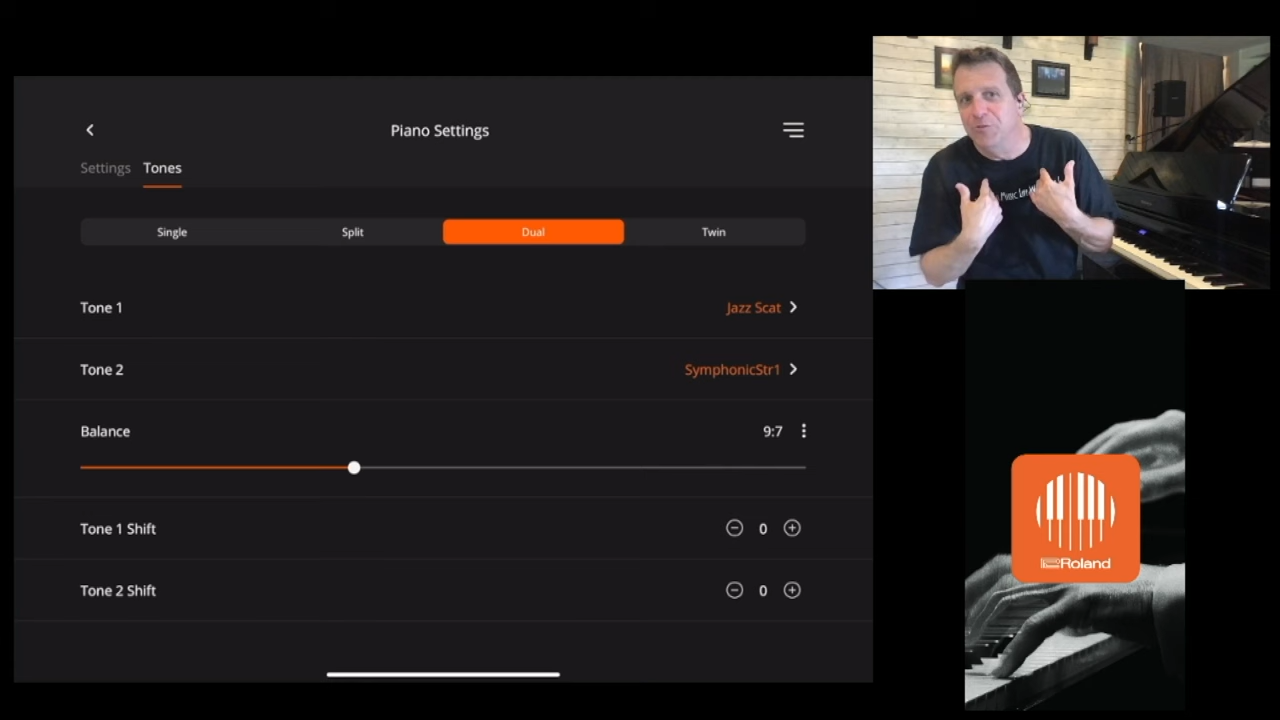 Piano Settings
Settings Tones
Single Split Dual Twin
Tone 1 Jazz Scat
Tone 2 SymphonicStr1
Balance 9:7
Tone 1 Shift 0
Tone 2 Shift 0
Music
Roland